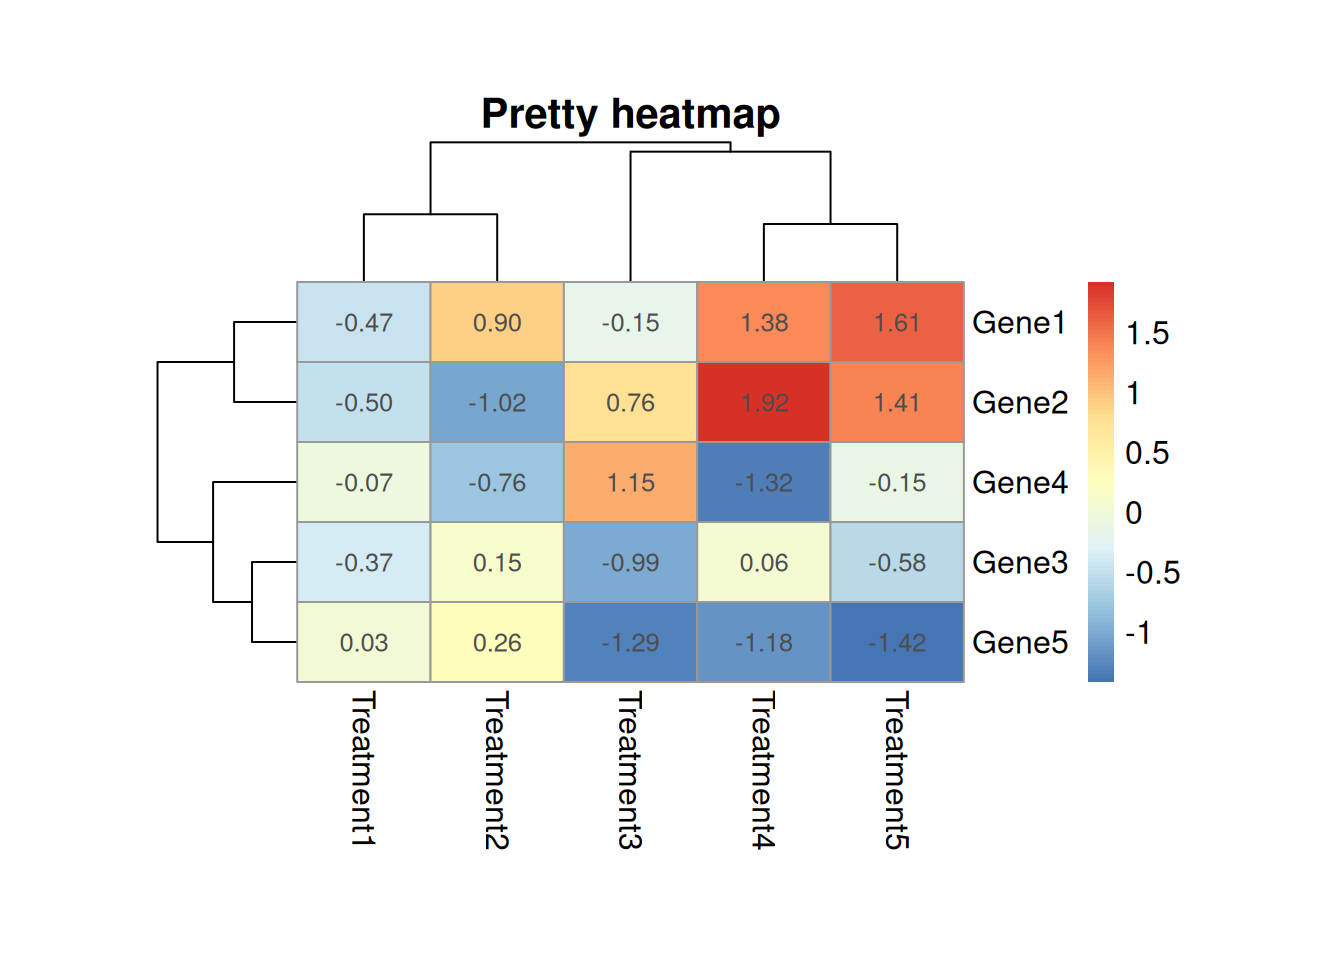 Pretty heatmap
-0.47 0.90 -0.15 1.38 1.61 Gene1
-0.50 -1.02 0.76 1.92 1.41 Gene2
-0.07 -0.76 1.15 -1.32 -0.15 Gene4
-0.37 0.15 -0.99 0.06 -0.58 Gene3
0.03 0.26 -1.29 -1.18 -1.42 Gene5
Treatment1
Treatment2
Treatment3
Treatment4
Treatment5
1.5
1
0.5
0
-0.5
-1